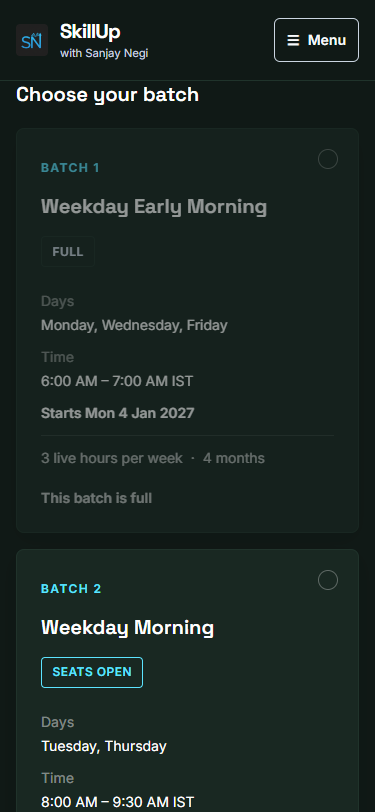 SN
SkillUp
with Sanjay Negi
☰ Menu
Choose your batch
BATCH 1
Weekday Early Morning
FULL
Days
Monday, Wednesday, Friday
Time
6:00 AM – 7:00 AM IST
Starts Mon 4 Jan 2027
3 live hours per week · 4 months
This batch is full
BATCH 2
Weekday Morning
SEATS OPEN
Days
Tuesday, Thursday
Time
8:00 AM – 9:30 AM IST